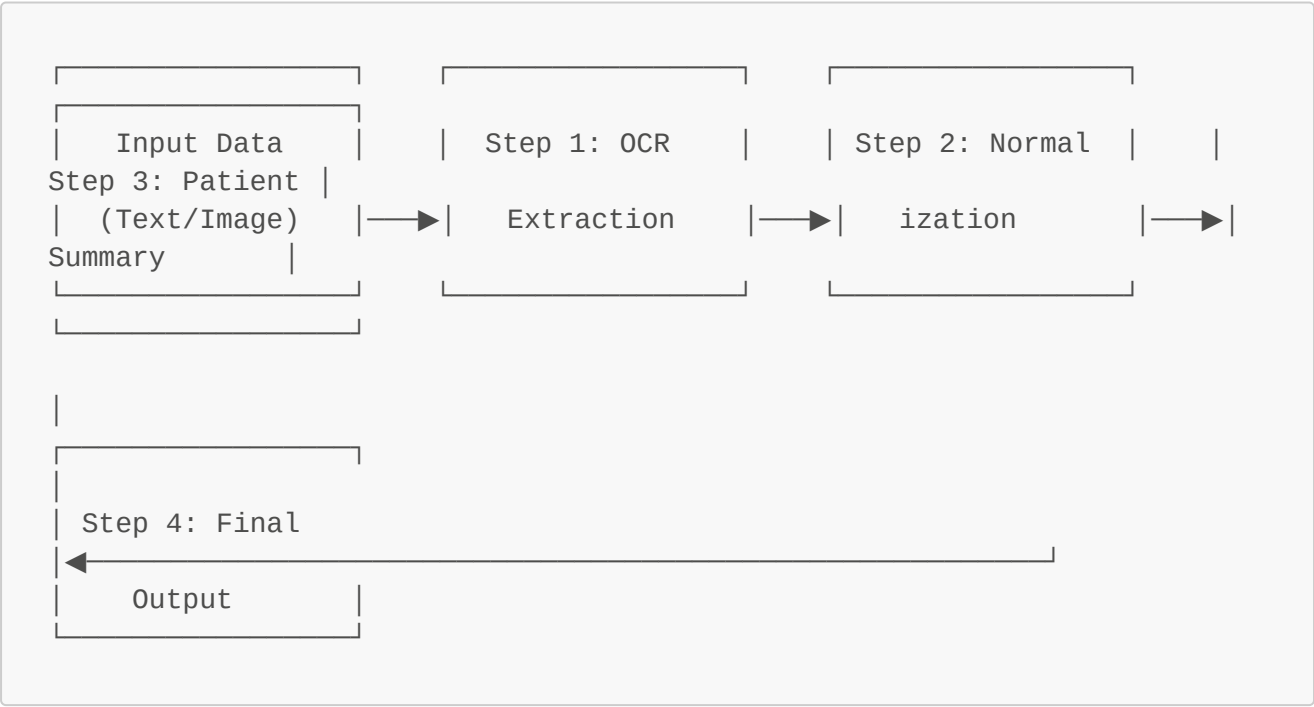 Input Data Step 1: OCR Step 2: Normal
Step 3: Patient
(Text/Image) Extraction ization
Summary
Step 4: Final
Output